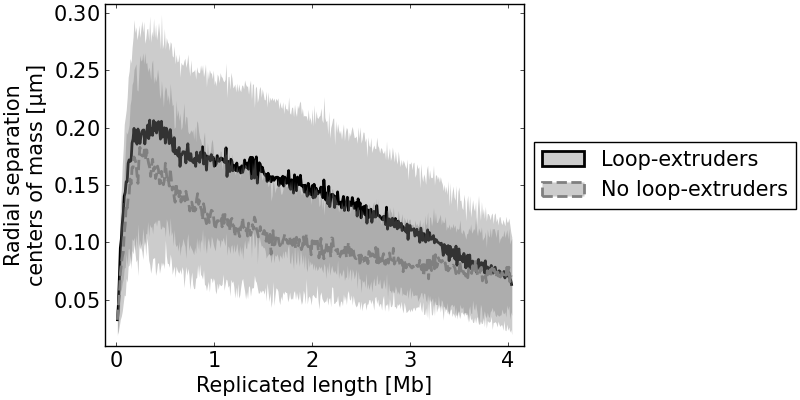 Radial separation
centers of mass [μm]
0.30
0.25
0.20
0.15
0.10
0.05
0 1 2 3 4
Replicated length [Mb]
Loop-extruders
No loop-extruders